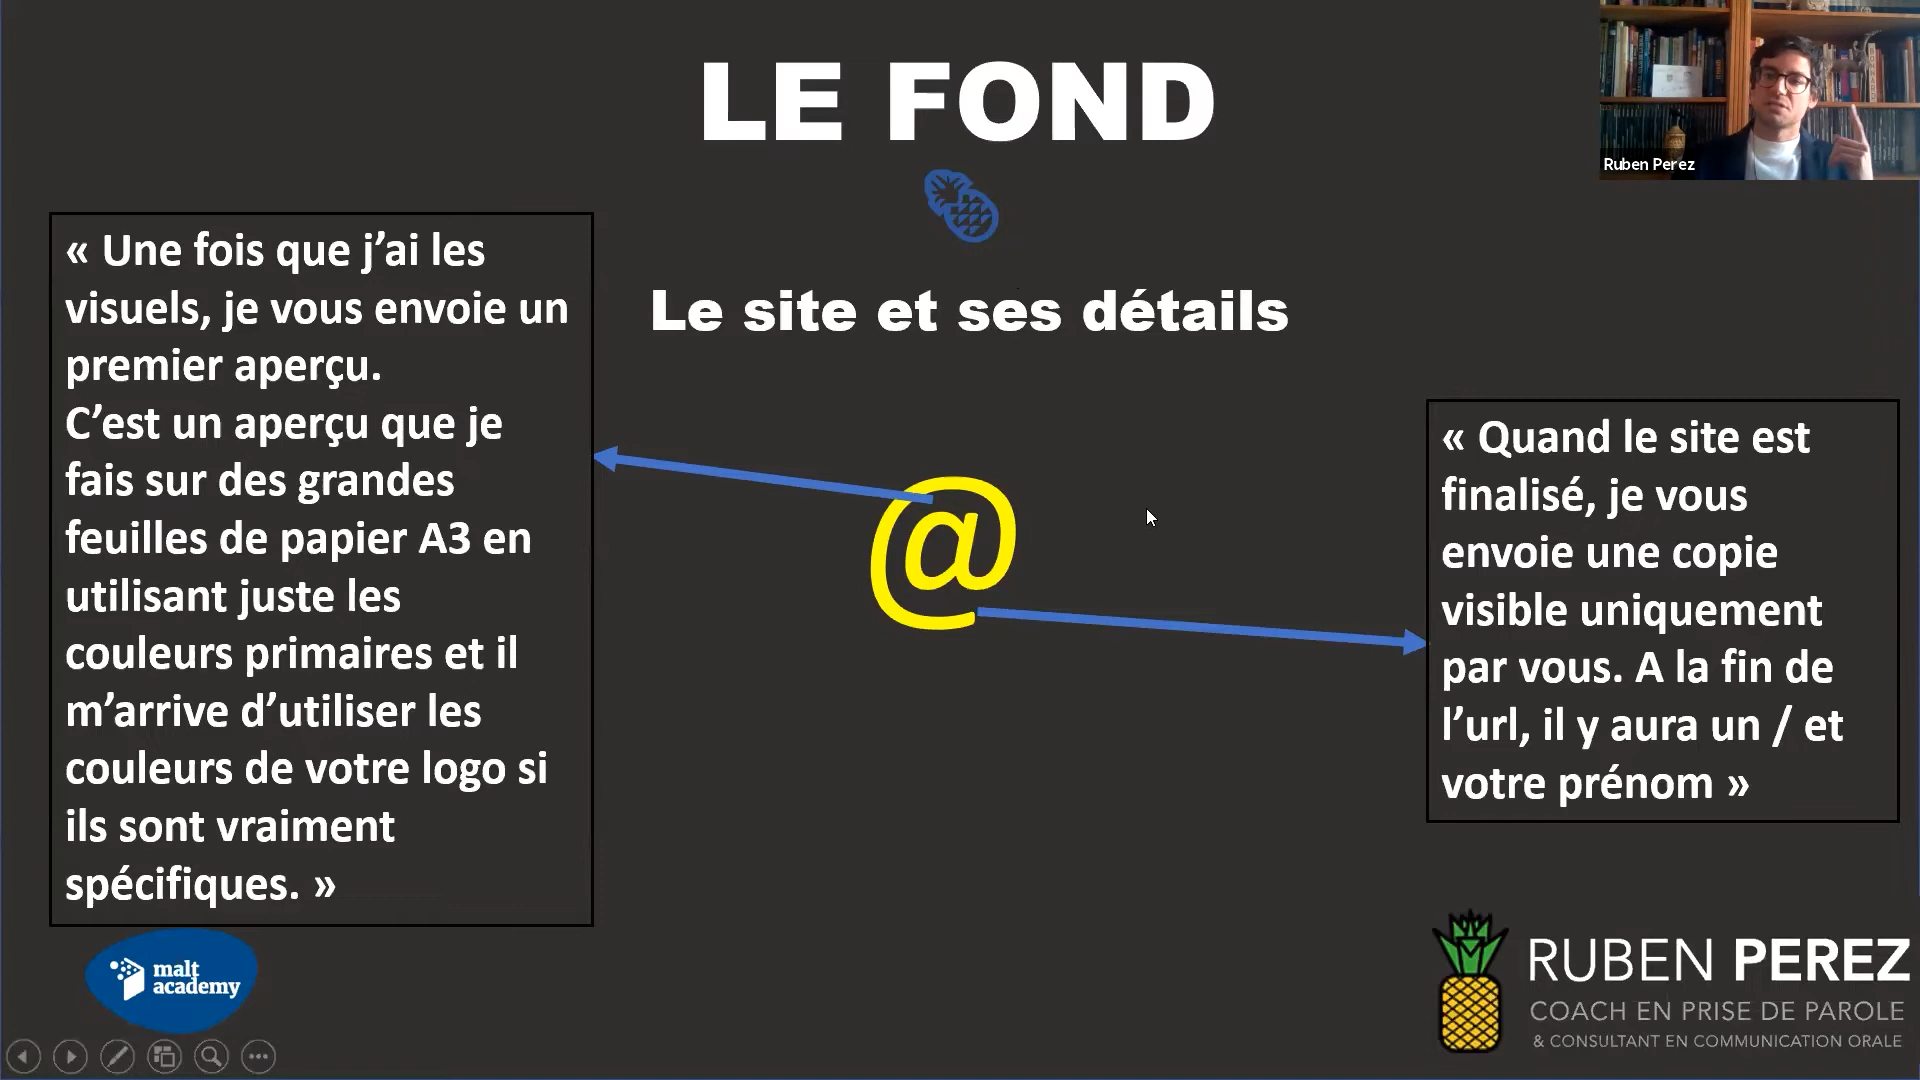 LE FOND
Ruben Perez
« Une fois que j’ai les
visuels, je vous envoie un
premier aperçu.
C’est un aperçu que je
fais sur des grandes
feuilles de papier A3 en
utilisant juste les
couleurs primaires et il
m’arrive d’utiliser les
couleurs de votre logo si
ils sont vraiment
spécifiques. »
Le site et ses détails
@
« Quand le site est
finalisé, je vous
envoie une copie
visible uniquement
par vous. A la fin de
l’url, il y aura un / et
votre prénom »
malt
academy
RUBEN PEREZ
COACH EN PRISE DE PAROLE
& CONSULTANT EN COMMUNICATION ORALE